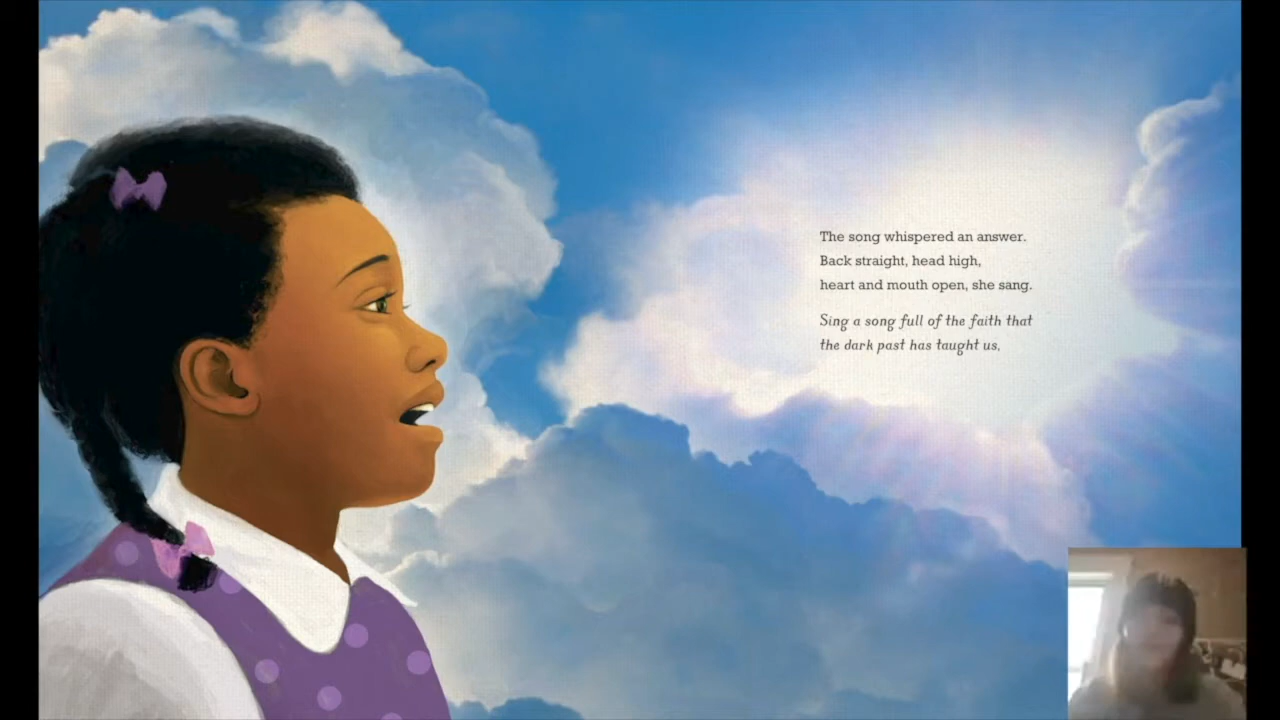 The song whispered an answer.
Back straight, head high,
heart and mouth open, she sang.
Sing a song full of the faith that
the dark past has taught us,